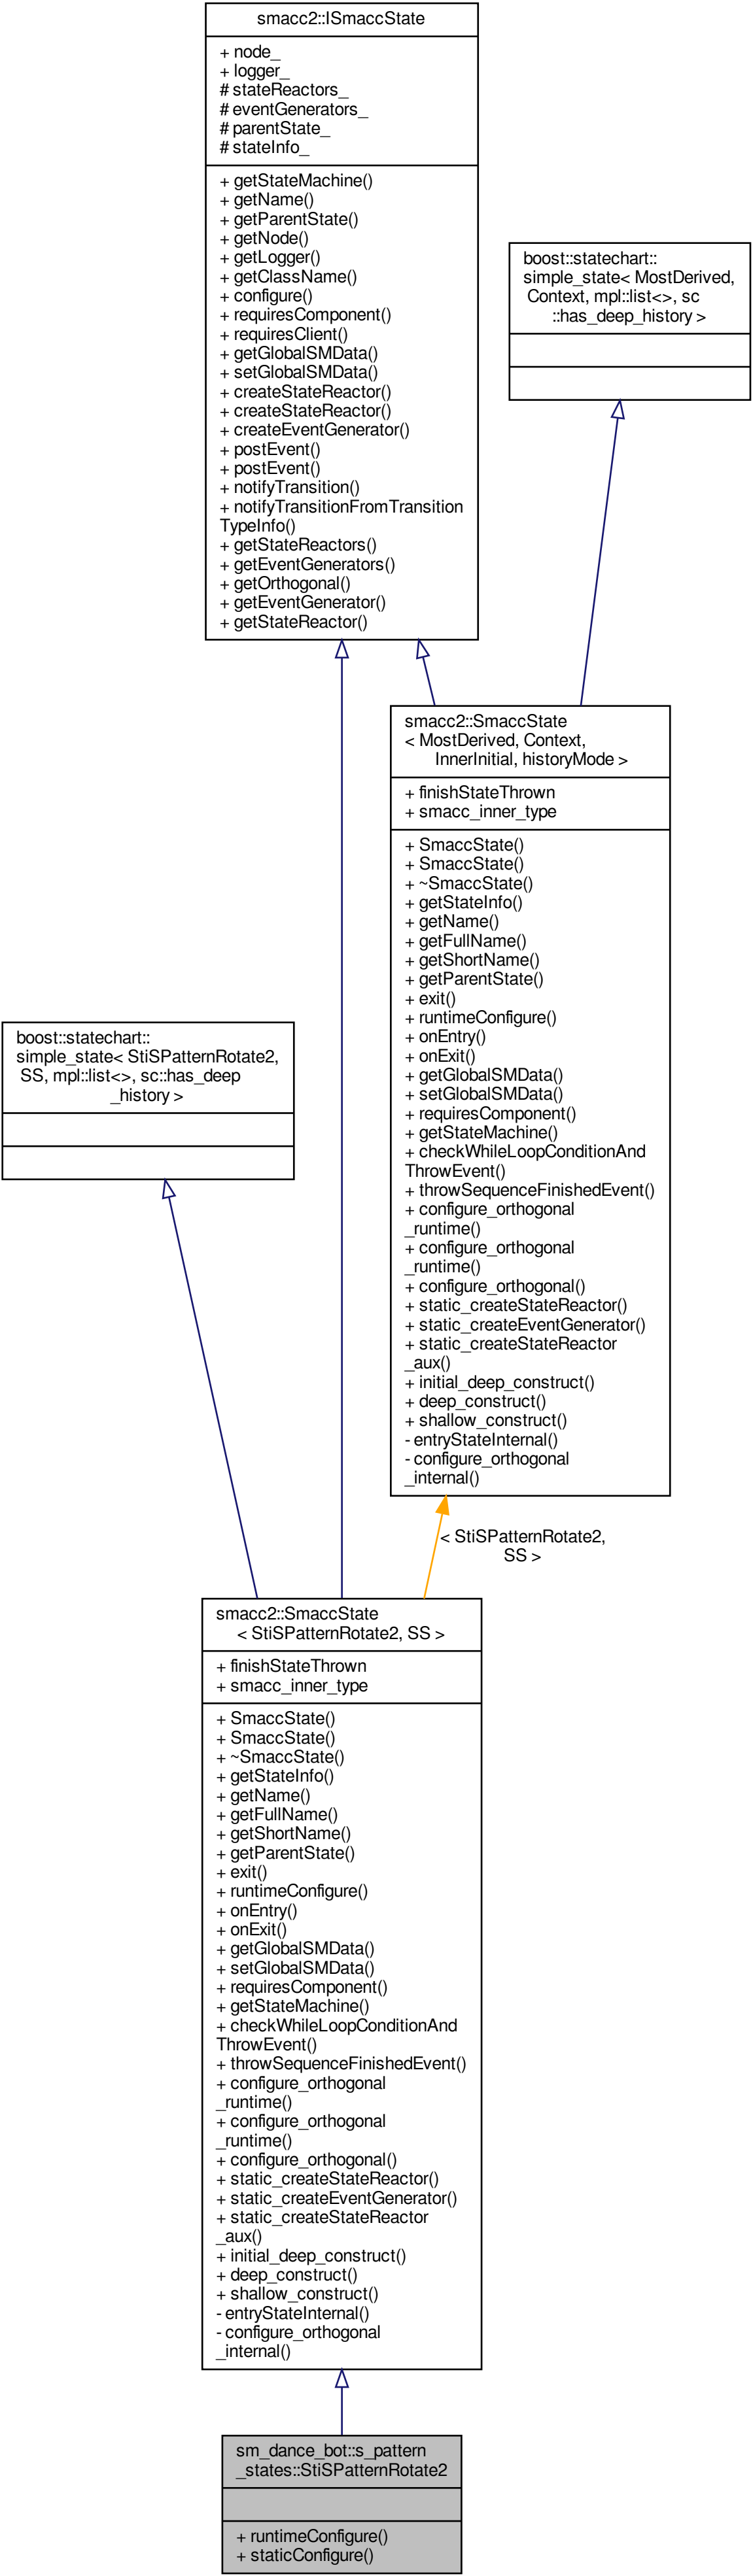 smacc2::ISmaccState
+ node_
+ logger_
# stateReactors_
# eventGenerators_
# parentState_
# stateInfo_
+ getStateMachine()
+ getName()
+ getParentState()
+ getNode()
+ getLogger()
+ getClassName()
+ configure()
+ requiresComponent()
+ requiresClient()
+ getGlobalSMData()
+ setGlobalSMData()
+ createStateReactor()
+ createStateReactor()
+ createEventGenerator()
+ postEvent()
+ postEvent()
+ notifyTransition()
+ notifyTransitionFromTransition
TypeInfo()
+ getStateReactors()
+ getEventGenerators()
+ getOrthogonal()
+ getEventGenerator()
+ getStateReactor()
boost::statechart::
simple_state< MostDerived,
Context, mpl::list<>, sc
::has_deep_history >
smacc2::SmaccState
< MostDerived, Context,
InnerInitial, historyMode >
+ finishStateThrown
+ smacc_inner_type
+ SmaccState()
+ SmaccState()
+ ~SmaccState()
+ getStateInfo()
+ getName()
+ getFullName()
+ getShortName()
+ getParentState()
+ exit()
+ runtimeConfigure()
+ onEntry()
+ onExit()
+ getGlobalSMData()
+ setGlobalSMData()
+ requiresComponent()
+ getStateMachine()
+ checkWhileLoopConditionAnd
ThrowEvent()
+ throwSequenceFinishedEvent()
+ configure_orthogonal
_runtime()
+ configure_orthogonal
_runtime()
+ configure_orthogonal()
+ static_createStateReactor()
+ static_createEventGenerator()
+ static_createStateReactor
_aux()
+ initial_deep_construct()
+ deep_construct()
+ shallow_construct()
- entryStateInternal()
- configure_orthogonal
_internal()
boost::statechart::
simple_state< StiSPatternRotate2,
SS, mpl::list<>, sc::has_deep
_history >
< StiSPatternRotate2,
SS >
smacc2::SmaccState
< StiSPatternRotate2, SS >
+ finishStateThrown
+ smacc_inner_type
+ SmaccState()
+ SmaccState()
+ ~SmaccState()
+ getStateInfo()
+ getName()
+ getFullName()
+ getShortName()
+ getParentState()
+ exit()
+ runtimeConfigure()
+ onEntry()
+ onExit()
+ getGlobalSMData()
+ setGlobalSMData()
+ requiresComponent()
+ getStateMachine()
+ checkWhileLoopConditionAnd
ThrowEvent()
+ throwSequenceFinishedEvent()
+ configure_orthogonal
_runtime()
+ configure_orthogonal
_runtime()
+ configure_orthogonal()
+ static_createStateReactor()
+ static_createEventGenerator()
+ static_createStateReactor
_aux()
+ initial_deep_construct()
+ deep_construct()
+ shallow_construct()
- entryStateInternal()
- configure_orthogonal
_internal()
sm_dance_bot::s_pattern
_states::StiSPatternRotate2
+ runtimeConfigure()
+ staticConfigure()